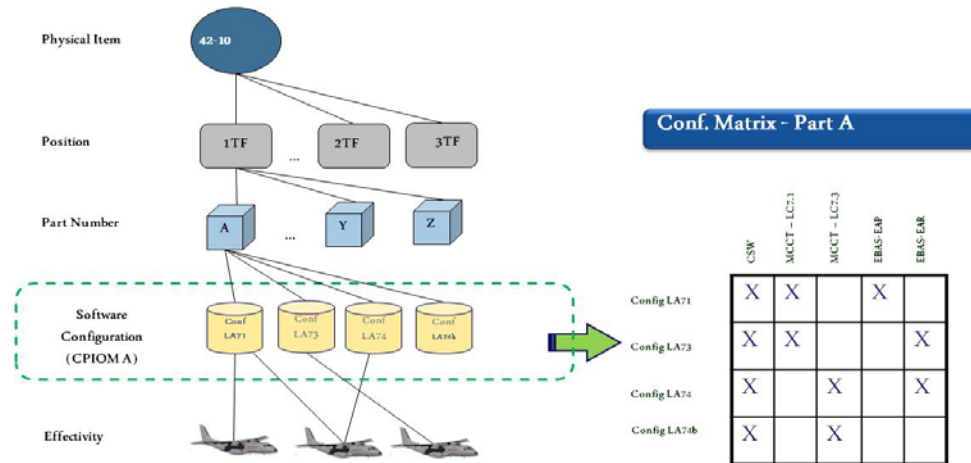 Physical Item
42-10
Position
1TF
...
2TF
3TF
Part Number
A
...
Y
Z
Software
Configuration
(CPIOM A)
Conf
LA71
Conf
LA73
Conf
LA74
Conf
LA74b
Effectivity
Conf. Matrix - Part A
CSW
MCCT – LC7.1
MCCT – LC7.3
EBAS-EAP
EBAS-EAR
Config LA71
X X X
Config LA73
X X X
Config LA74
X X X
Config LA74b
X X